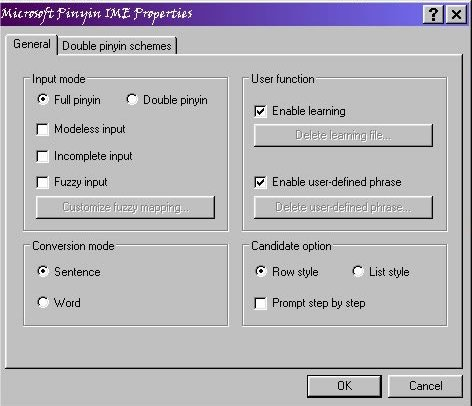 Microsoft Pinyin IME Properties
General
Double pinyin schemes
Input mode
Full pinyin
Double pinyin
Modeless input
Incomplete input
Fuzzy input
Customize fuzzy mapping...
User function
Enable learning
Delete learning file...
Enable user-defined phrase
Delete user-defined phrase...
Conversion mode
Sentence
Word
Candidate option
Row style
List style
Prompt step by step
OK
Cancel